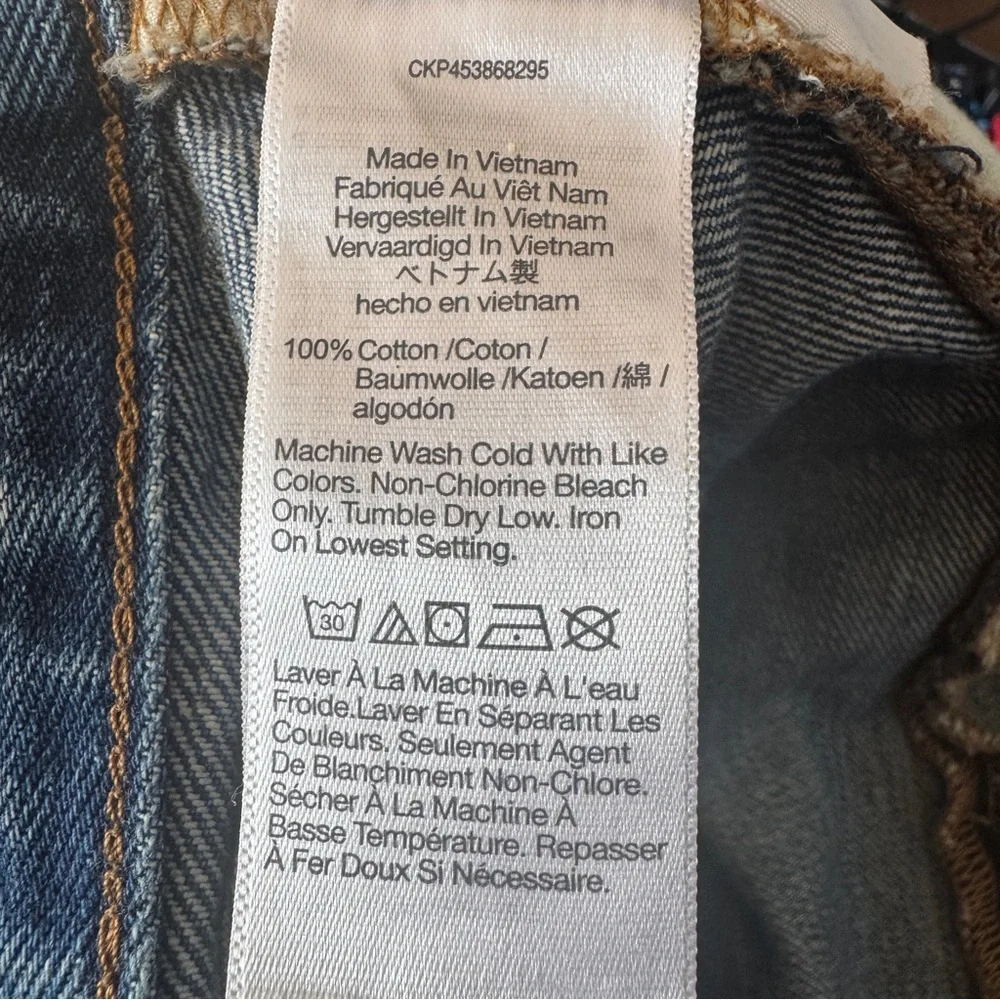 CKP453868295
Made In Vietnam
Fabriqué Au Viêt Nam
Hergestellt In Vietnam
Vervaardigd In Vietnam
ベトナム製
hecho en vietnam
100% Cotton /Coton /
Baumwolle /Katoen /綿 /
algodón
Machine Wash Cold With Like
Colors. Non-Chlorine Bleach
Only. Tumble Dry Low. Iron
On Lowest Setting.
30
Laver À La Machine À L'eau
Froide.Laver En Séparant Les
Couleurs. Seulement Agent
De Blanchiment Non-Chlore.
Sécher À La Machine À
Basse Température. Repasser
À Fer Doux Si Nécessaire.